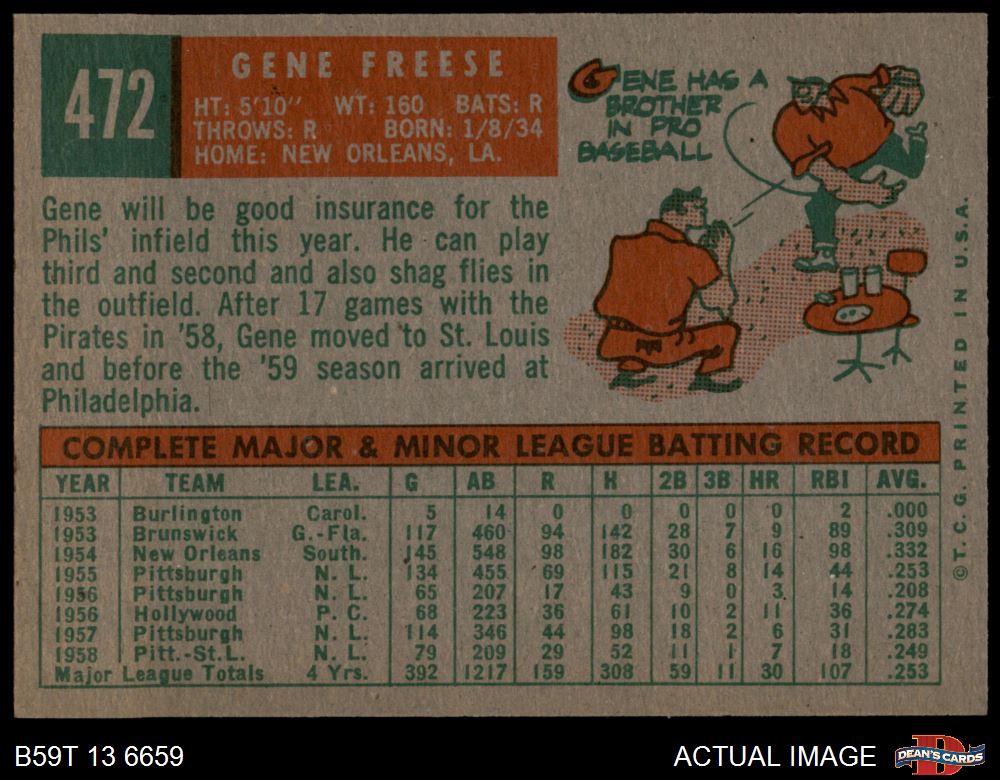 472
GENE FREESE
HT: 5'10" WT: 160 BATS: R
THROWS: R BORN: 1/8/34
HOME: NEW ORLEANS, LA.
GENE HAS A
BROTHER
IN PRO
BASEBALL
Gene will be good insurance for the
Phils' infield this year. He can play
third and second and also shag flies in
the outfield. After 17 games with the
Pirates in '58, Gene moved to St. Louis
and before the '59 season arrived at
Philadelphia.
COMPLETE MAJOR & MINOR LEAGUE BATTING RECORD
YEAR TEAM LEA. G AB R H 2B 3B HR RBI AVG.
1953 Burlington Carol. 5 14 0 0 0 0 0 2 .000
1953 Brunswick G.-Fla. 117 460 94 142 28 7 9 89 .309
1954 New Orleans South. 145 548 98 182 30 6 16 98 .332
1955 Pittsburgh N. L. 134 455 69 115 21 8 14 44 .253
1956 Pittsburgh N. L. 65 207 17 43 9 0 3 14 .208
1956 Hollywood P. C. 68 223 36 61 10 2 11 36 .274
1957 Pittsburgh N. L. 114 346 44 98 18 2 6 31 .283
1958 Pitt.-St.L. N. L. 79 209 29 52 11 1 7 18 .249
Major League Totals 4 Yrs. 392 1217 159 308 59 11 30 107 .253
©T. C. G. PRINTED IN U.S.A.
B59T 13 6659
ACTUAL IMAGE
DEAN'S CARDS